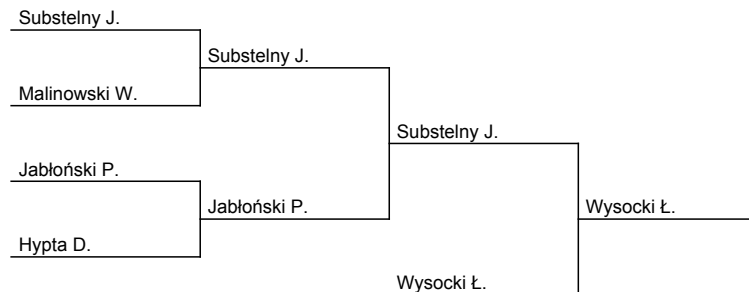 Substelny J.
Substelny J.
Malinowski W.
Substelny J.
Jabłoński P.
Jabłoński P.
Wysocki Ł.
Hypta D.
Wysocki Ł.